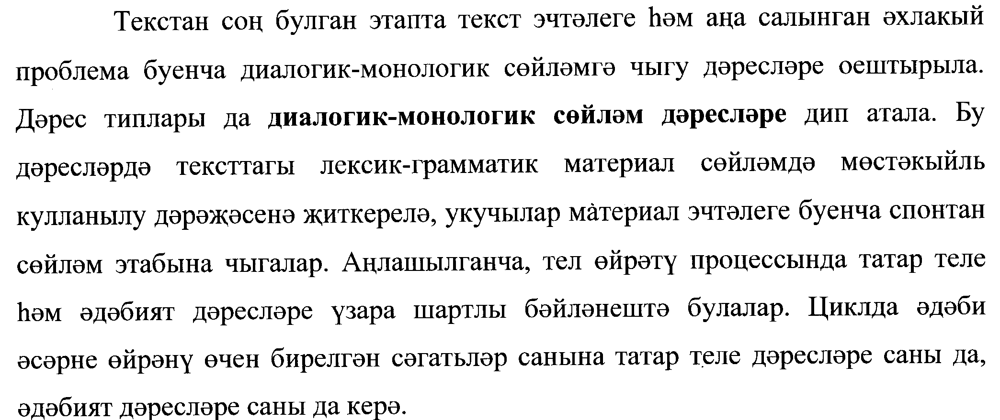 Текстан соң булган этапта текст эчтәлеге һәм аңа салынган әхлакый
проблема буенча диалогик-монологик сөйләмгә чыгу дәресләре оештырыла.
Дәрес типлары да диалогик-монологик сөйләм дәресләре дип атала. Бу
дәресләрдә тексттагы лексик-грамматик материал сөйләмдә мөстәкыйль
кулланылу дәрәҗәсенә җиткерелә, укучылар материал эчтәлеге буенча спонтан
сөйләм этабына чыгалар. Аңлашылганча, тел өйрәтү процессында татар теле
һәм әдәбият дәресләре үзара шартлы бәйләнештә булалар. Циклда әдәби
әсәрне өйрәнү өчен бирелгән сәгатьләр санына татар теле дәресләре саны да,
әдәбият дәресләре саны да керә.